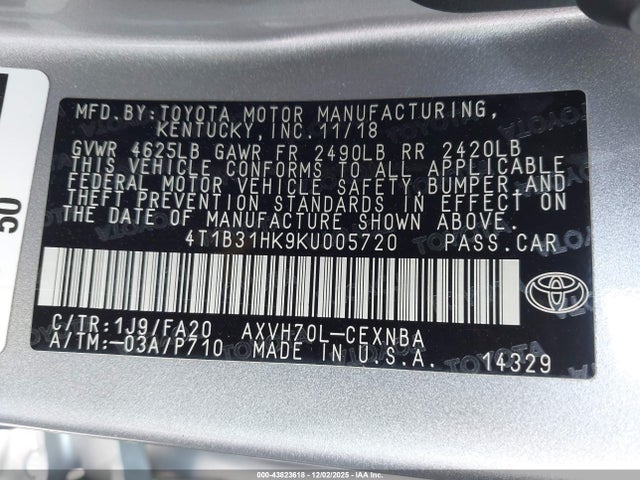 MFD.BY:TOYOTA MOTOR MANUFACTURING,
KENTUCKY,INC.11/18
GVWR 4625LB GAWR FR 2490LB RR 2420LB
THIS VEHICLE CONFORMS TO ALL APPLICABLE
FEDERAL MOTOR VEHICLE SAFETY,BUMPER,AND
THEFT PREVENTION STANDARDS IN EFFECT ON
THE DATE OF MANUFACTURE SHOWN ABOVE.
4T1B31HK9KU005720 PASS.CAR
C/TR:1J9/FA20 AXVH70L-CEXNBA
A/TM:-03A/P710 MADE IN U.S.A. 14329
50
000-43823618 - 12/02/2025 - IAAI